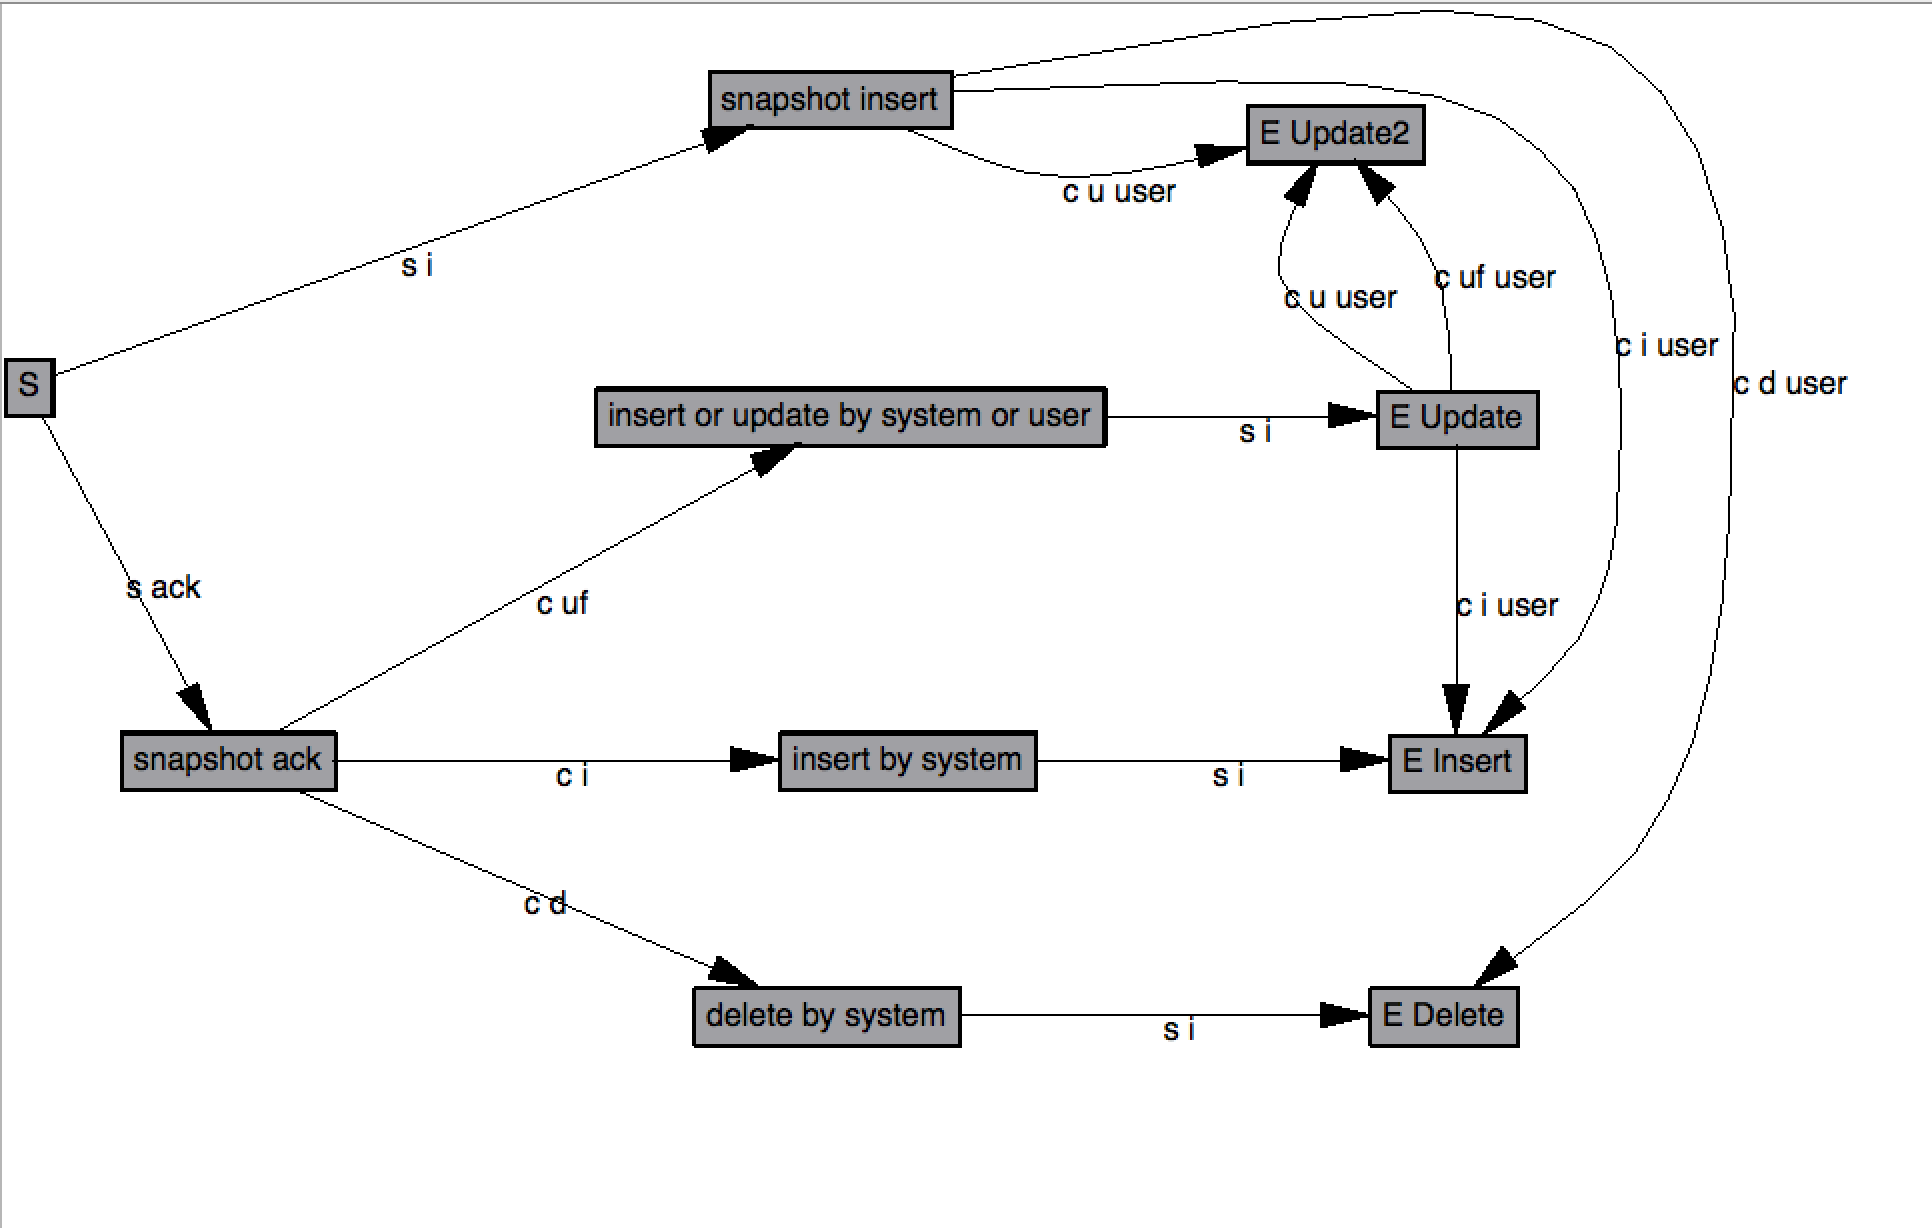 snapshot insert
E Update2
c u user
s i
c uf user
c u user
c i user
c d user
S
insert or update by system or user
s i
E Update
s ack
c uf
c i user
snapshot ack
c i
insert by system
s i
E Insert
c d
delete by system
s i
E Delete